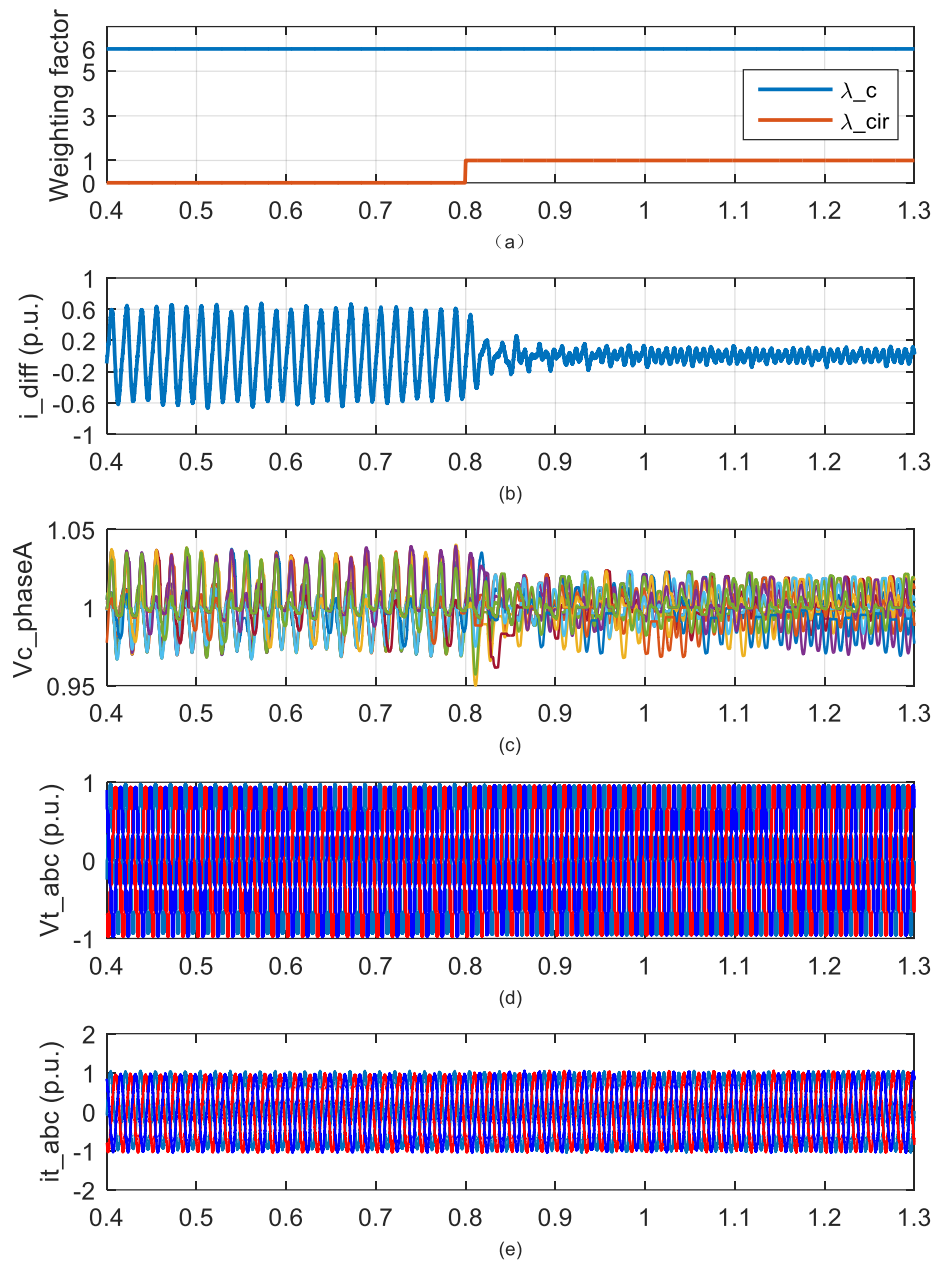 Weighting factor
6
5
3
1
0
λ_c
λ_cir
0.4 0.5 0.6 0.7 0.8 0.9 1 1.1 1.2 1.3
（a）
i_diff (p.u.)
1
0.6
0.2
-0.2
-0.6
-1
0.4 0.5 0.6 0.7 0.8 0.9 1 1.1 1.2 1.3
(b)
Vc_phaseA
1.05
1
0.95
0.4 0.5 0.6 0.7 0.8 0.9 1 1.1 1.2 1.3
(c)
Vt_abc (p.u.)
1
0
-1
0.4 0.5 0.6 0.7 0.8 0.9 1 1.1 1.2 1.3
(d)
it_abc (p.u.)
2
1
0
-1
-2
0.4 0.5 0.6 0.7 0.8 0.9 1 1.1 1.2 1.3
(e)